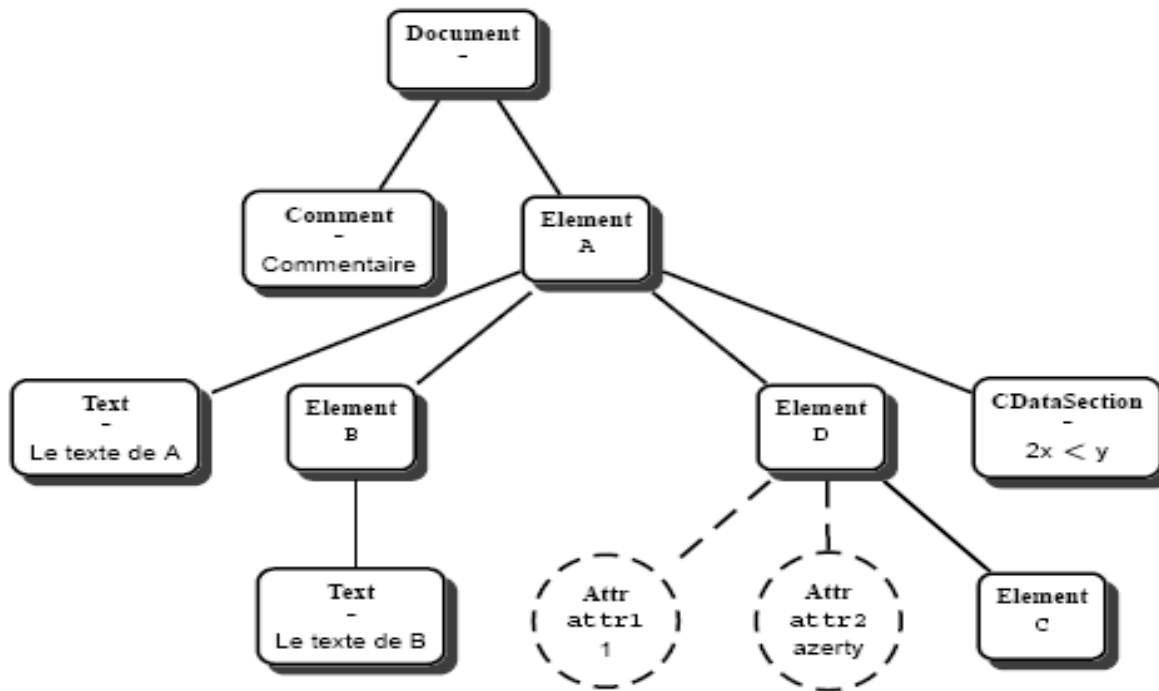 Document
-
Comment
-
Commentaire
Element
A
Text
-
Le texte de A
Element
B
Element
D
CDataSection
-
2x < y
Text
-
Le texte de B
Attr
attr1
1
Attr
attr2
azerty
Element
C